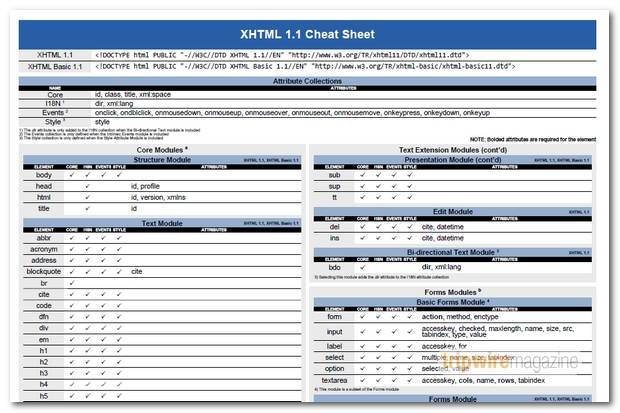 XHTML 1.1 Cheat Sheet
XHTML 1.1 <!DOCTYPE html PUBLIC "-//W3C//DTD XHTML 1.1//EN" "http://www.w3.org/TR/xhtml11/DTD/xhtml11.dtd">
XHTML Basic 1.1 <!DOCTYPE html PUBLIC "-//W3C//DTD XHTML Basic 1.1//EN" "http://www.w3.org/TR/xhtml-basic/xhtml-basic11.dtd">
Attribute Collections
NAME ATTRIBUTES
Core id, class, title, xml:space
I18N 1 dir, xml:lang
Events 2 onclick, ondblclick, onmousedown, onmouseup, onmouseover, onmouseout, onmousemove, onkeypress, onkeydown, onkeyup
Style 3 style
1) The dir attribute is only added to the I18N collection when the Bi-directional Text module is included
2) The Events collection is only defined when the Intrinsic Events module is included
3) The Style collection is only defined when the Style Attribute Module is included
NOTE: Bolded attributes are required for the element
Core Modules a
Structure Module XHTML 1.1, XHTML Basic 1.1
ELEMENT CORE I18N EVENTS STYLE ATTRIBUTES
body ✓ ✓ ✓ ✓
head ✓ id, profile
html ✓ id, version, xmlns
title ✓ id
Text Module XHTML 1.1, XHTML Basic 1.1
ELEMENT CORE I18N EVENTS STYLE ATTRIBUTES
abbr ✓ ✓ ✓ ✓
acronym ✓ ✓ ✓ ✓
address ✓ ✓ ✓ ✓
blockquote ✓ ✓ ✓ ✓ cite
br ✓
cite ✓ ✓ ✓ ✓
code ✓ ✓ ✓ ✓
dfn ✓ ✓ ✓ ✓
div ✓ ✓ ✓ ✓
em ✓ ✓ ✓ ✓
h1 ✓ ✓ ✓ ✓
h2 ✓ ✓ ✓ ✓
h3 ✓ ✓ ✓ ✓
h4 ✓ ✓ ✓ ✓
h5 ✓ ✓ ✓ ✓
Text Extension Modules (cont'd)
Presentation Module (cont'd) XHTML 1.1, XHTML Basic 1.1
ELEMENT CORE I18N EVENTS STYLE ATTRIBUTES
sub ✓ ✓ ✓ ✓
sup ✓ ✓ ✓ ✓
tt ✓ ✓ ✓ ✓
Edit Module XHTML 1.1
ELEMENT CORE I18N EVENTS STYLE ATTRIBUTES
del ✓ ✓ ✓ ✓ cite, datetime
ins ✓ ✓ ✓ ✓ cite, datetime
Bi-directional Text Module 3 XHTML 1.1
ELEMENT CORE I18N EVENTS STYLE ATTRIBUTES
bdo ✓ ✓ dir, xml:lang
3) Selecting this module adds the dir attribute to the I18N attribute collection
Forms Modules b
Basic Forms Module 4
ELEMENT CORE I18N EVENTS STYLE ATTRIBUTES
form ✓ ✓ ✓ ✓ action, method, enctype
input ✓ ✓ ✓ ✓ accesskey, checked, maxlength, name, size, src,
tabindex, type, value
label ✓ ✓ ✓ ✓ accesskey, for
select ✓ ✓ ✓ ✓ multiple, name, size, tabindex
option ✓ ✓ ✓ ✓ selected, value
textarea ✓ ✓ ✓ ✓ accesskey, cols, name, rows, tabindex
4) This module is a subset of the Forms module
Forms Module XHTML 1.1, XHTML Basic 1.1
tripwire magazine